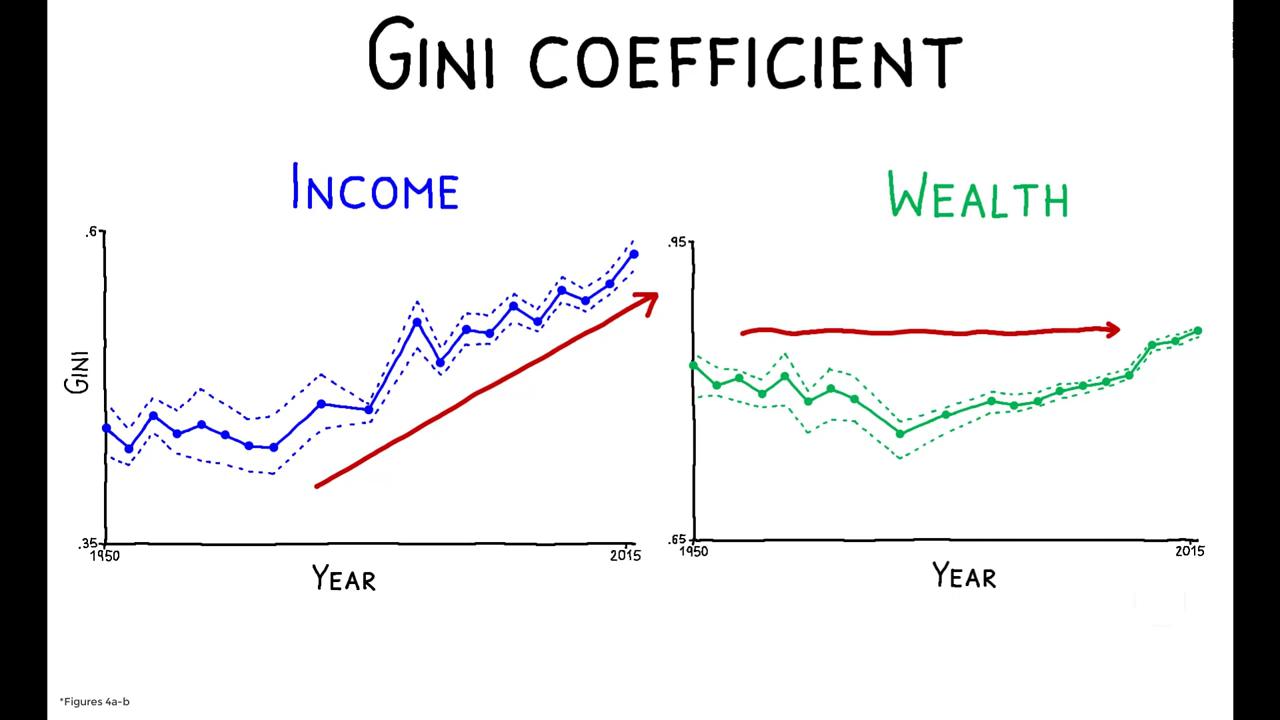 GINI COEFFICIENT
INCOME
WEALTH
.6
.95
GINI
.35
.65
1950
2015
1950
2015
YEAR
YEAR
*Figures 4a-b